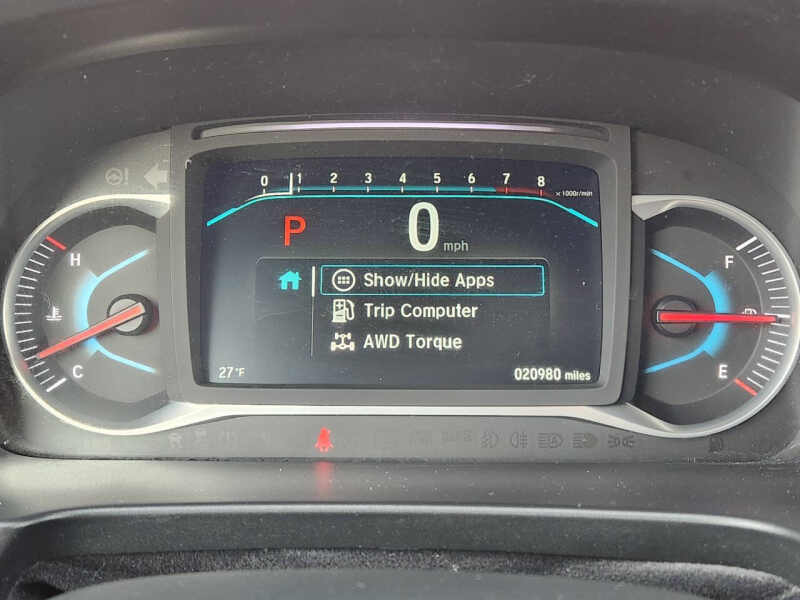 0 1 2 3 4 5 6 7 8
x1000r/min
P 0 mph
H
F
Show/Hide Apps
Trip Computer
AWD Torque
C
E
27°F
020980 miles